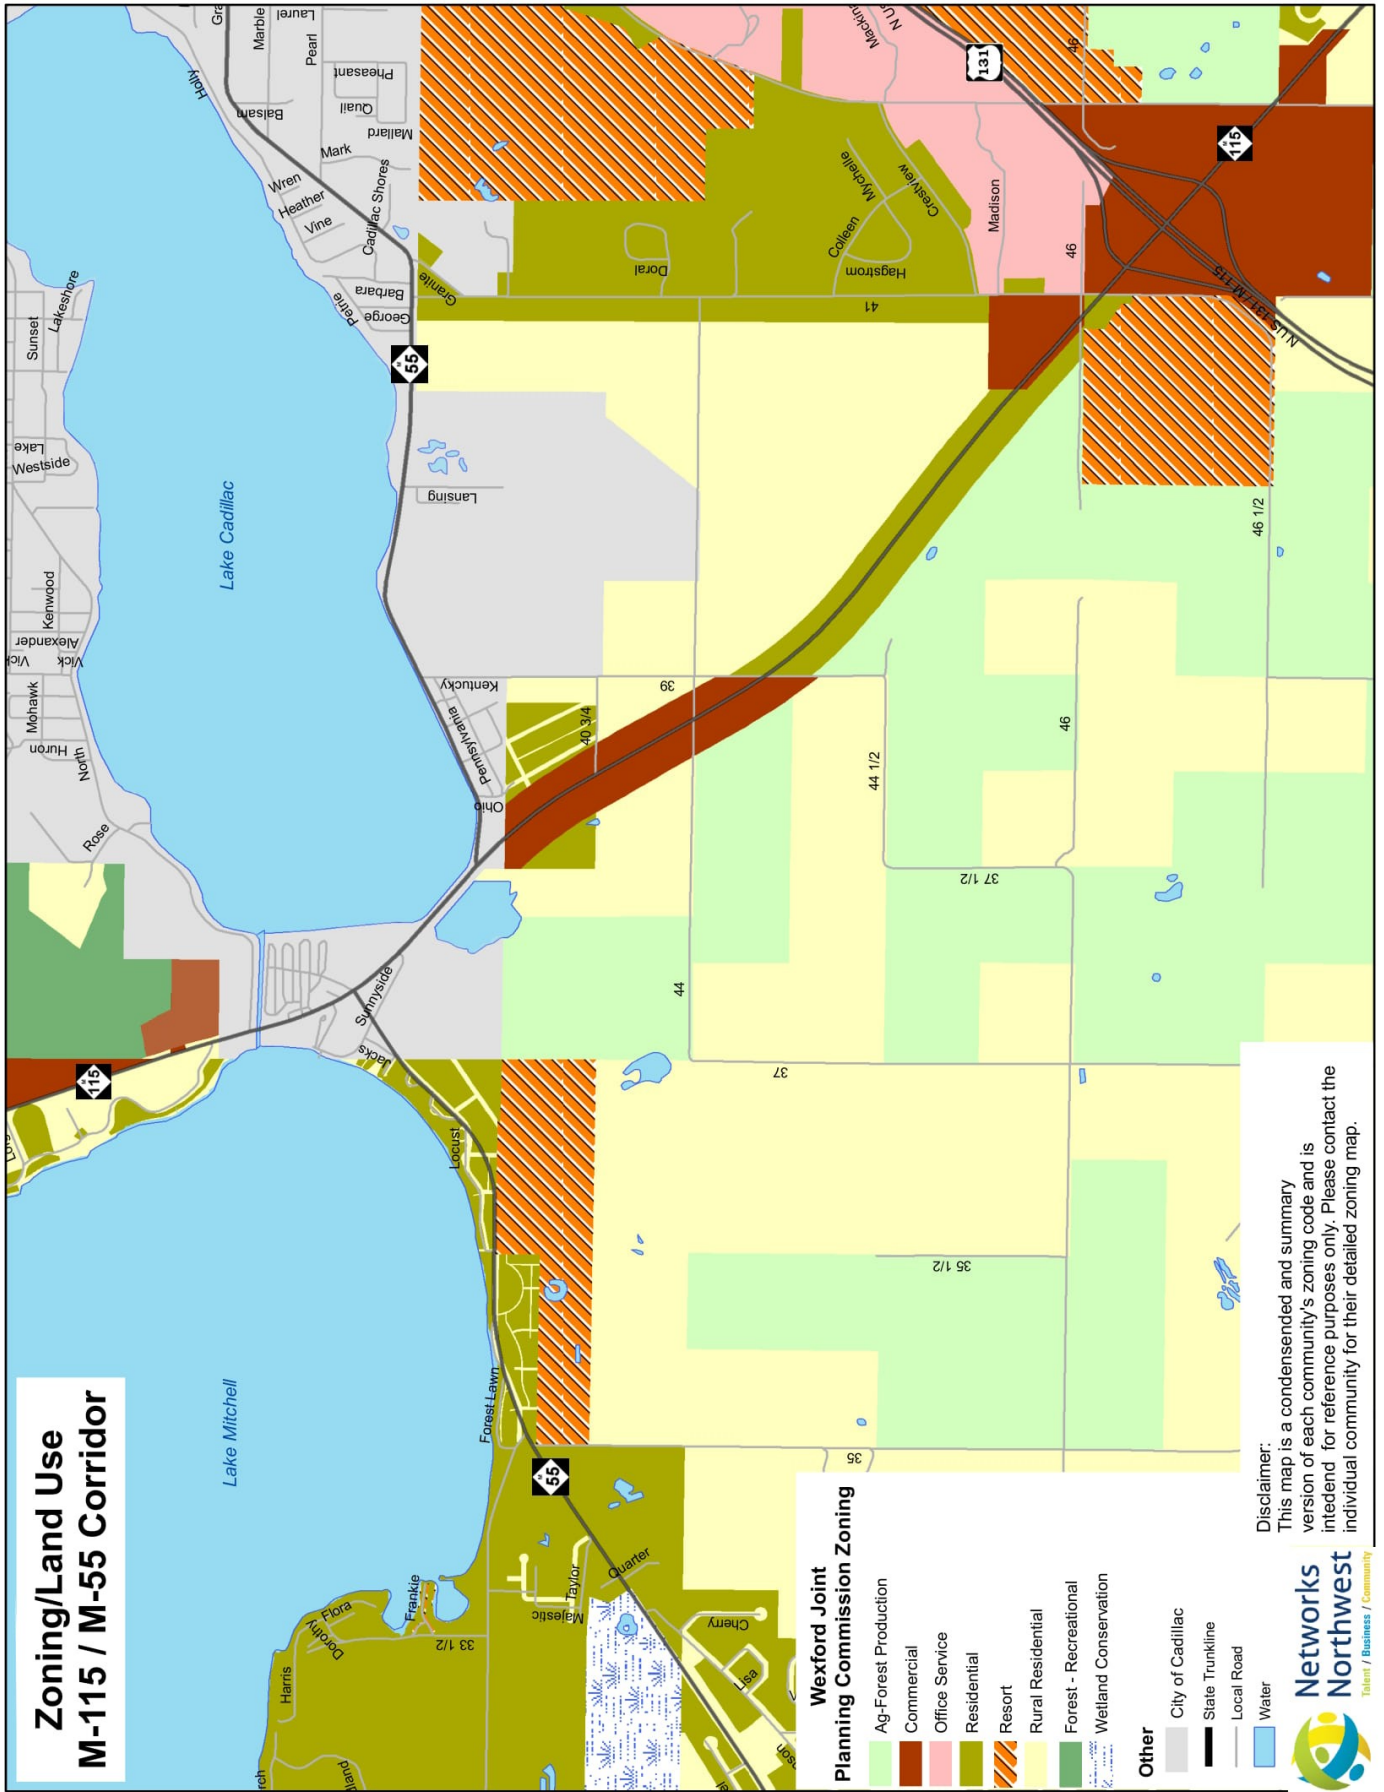 Zoning/Land Use
M-115 / M-55 Corridor
Lake Mitchell
Lake Cadillac
Harris
Dorothy
Flora
Frankie
33 1/2
Forest Lawn
Locust
Jacks
Sunnyside
M
115
M
55
Majestic
Taylor
Quarter
Cherry
Lisa
35
35 1/2
37
37 1/2
44
44 1/2
46
46 1/2
39
40 3/4
Ohio
Pennsylvania
Kentucky
Rose
North
Huron
Mohawk
Vick
Alexander
Kenwood
Westside
Lake
Sunset
Lakeshore
Lansing
M
55
Petrie
George
Barbara
Granite
Cadillac Shores
Vine
Heather
Wren
Mark
Mallard
Quail
Pheasant
Balsam
Holly
Marble
Pearl
Laurel
41
Doral
Hagstrom
Colleen
Mychelle
Crestview
Madison
46
46
131
M
115
N US 131 / M 115
N US
Wexford Joint
Planning Commission Zoning
Ag-Forest Production
Commercial
Office Service
Residential
Resort
Rural Residential
Forest - Recreational
Wetland Conservation
Other
City of Cadillac
State Trunkline
Local Road
Water
Disclaimer:
This map is a condensended and summary
version of each community's zoning code and is
intedend for reference purposes only. Please contact the
individual community for their detailed zoning map.
Networks
Northwest
Talent / Business / Community